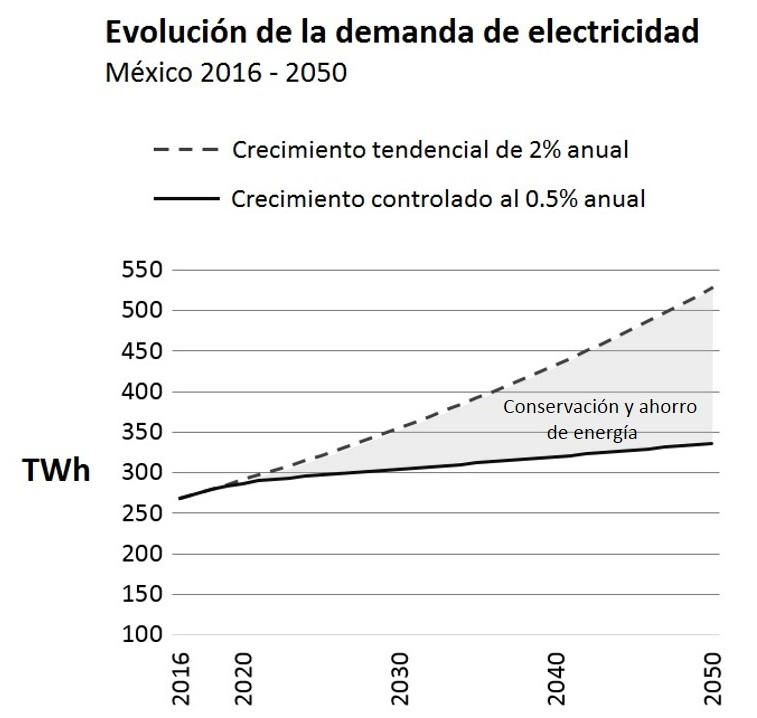 Evolución de la demanda de electricidad
México 2016 - 2050
Crecimiento tendencial de 2% anual
Crecimiento controlado al 0.5% anual
550
500
450
400
Conservación y ahorro
de energía
350
TWh
300
250
200
150
100
2016
2020
2030
2040
2050